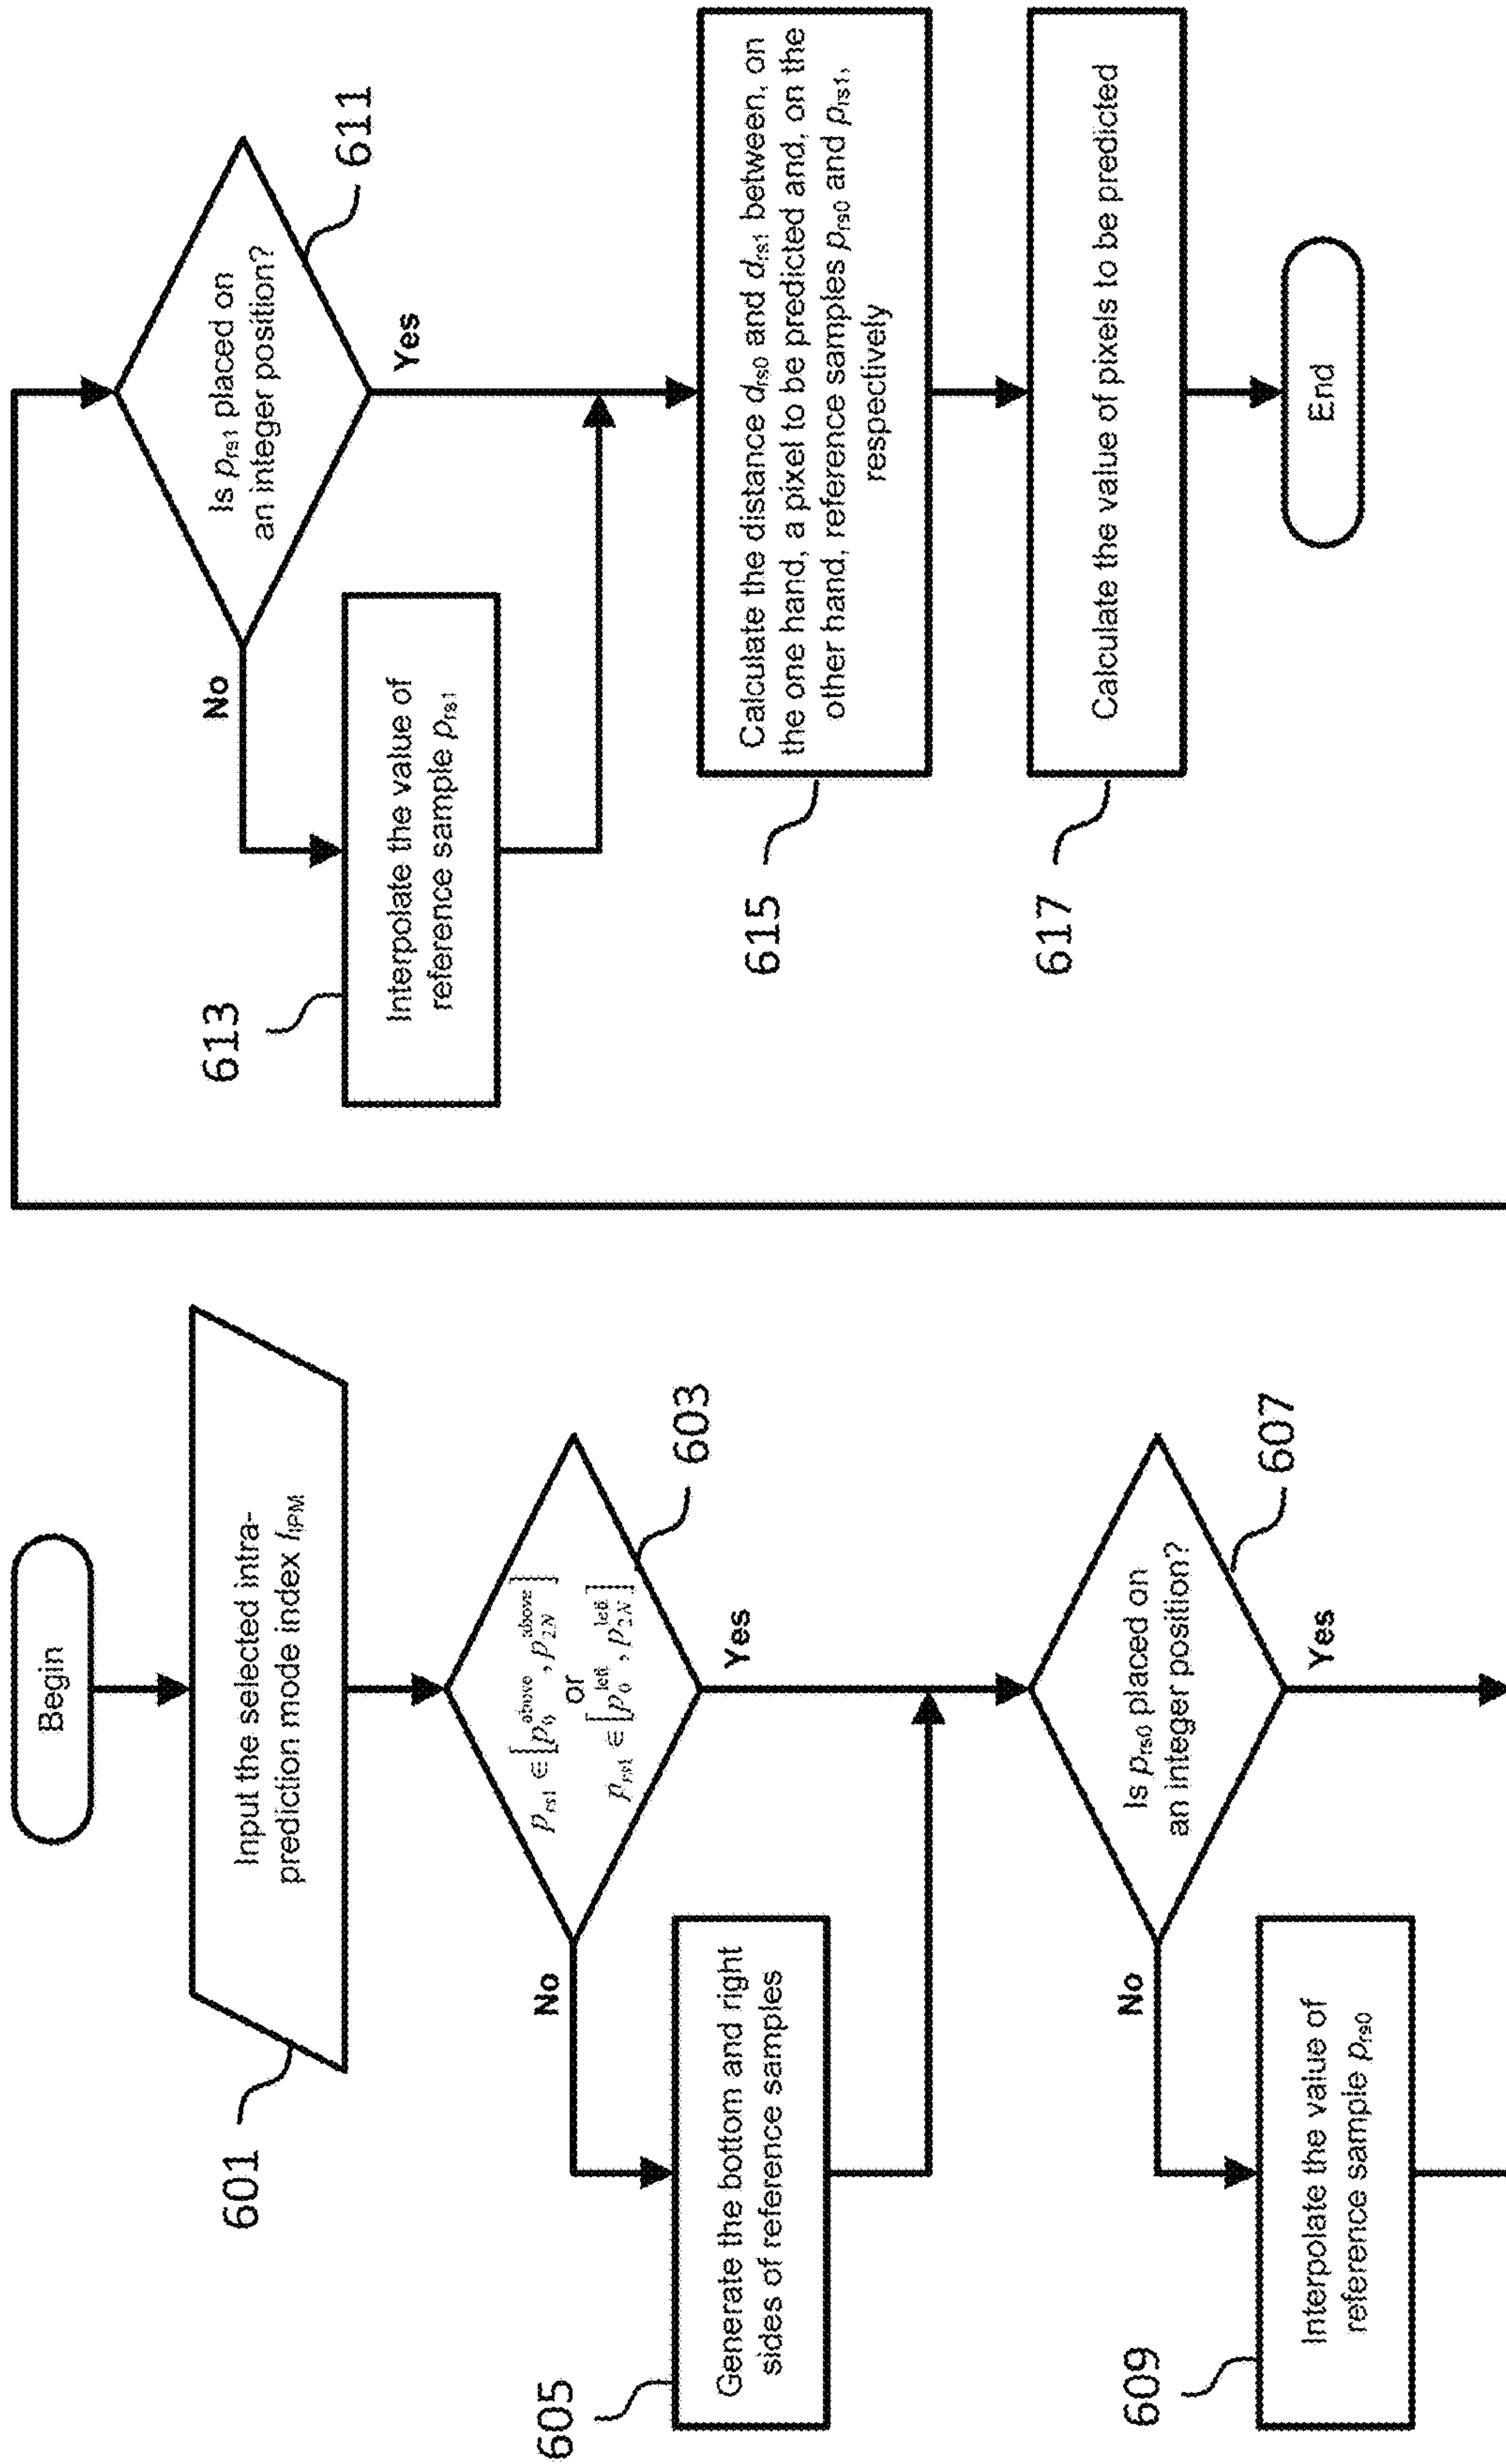 Begin
Input the selected intra-
prediction mode index I_IPM
601
p_rs1 ∈ [p_0^above, p_2N^above]
or
p_rs1 ∈ [p_0^left, p_2N^left]
603
No
Yes
Generate the bottom and right
sides of reference samples
605
Is p_rs0 placed on
an integer position?
607
No
Yes
Interpolate the value of
reference sample p_rs0
609
Is p_rs1 placed on
an integer position?
611
No
Yes
Interpolate the value of
reference sample p_rs1
613
Calculate the distance d_rs0 and d_rs1 between, on
the one hand, a pixel to be predicted and, on the
other hand, reference samples p_rs0 and p_rs1,
respectively
615
Calculate the value of pixels to be predicted
617
End